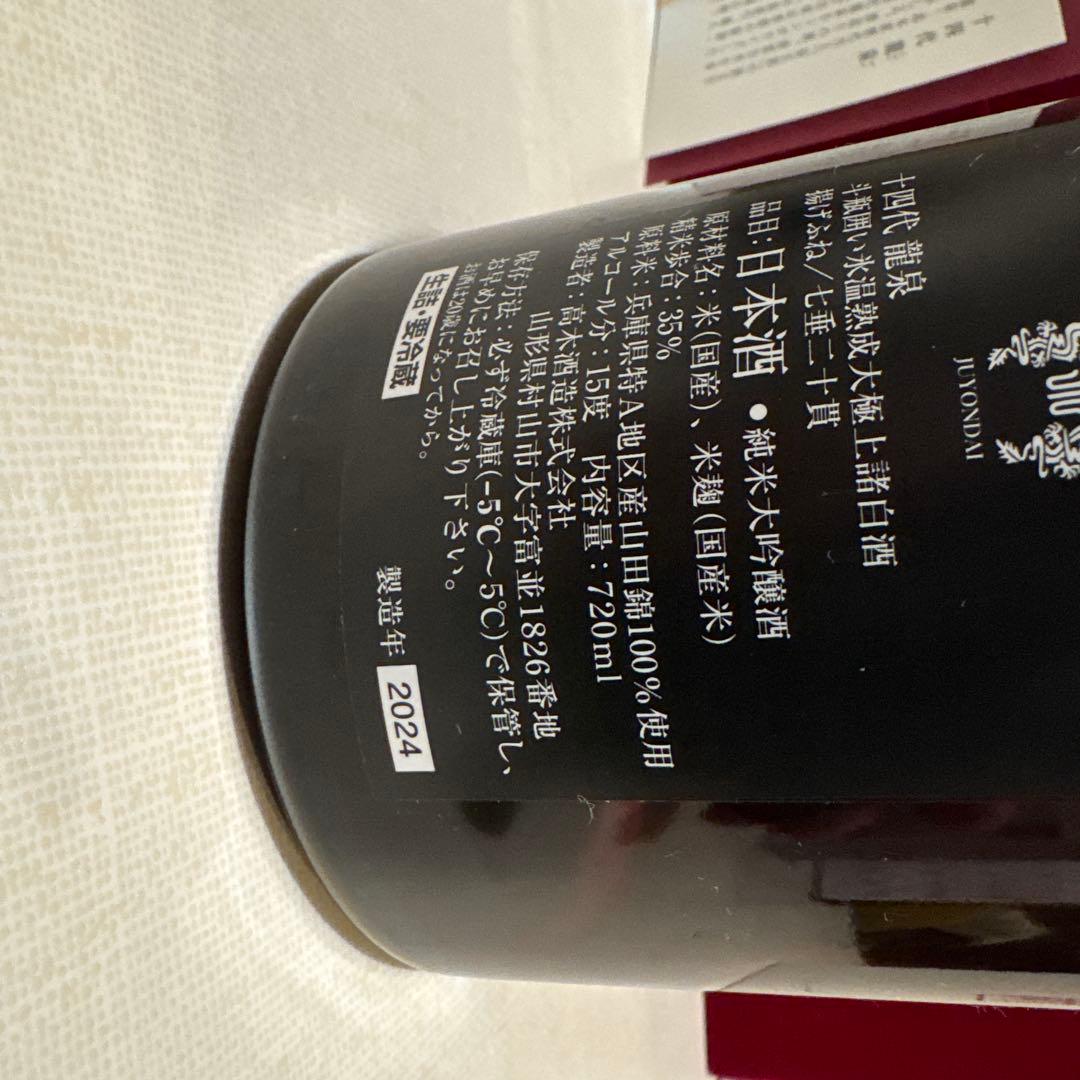 JUYONDAI
十四代 龍泉
斗瓶囲い氷温熟成大極上諸白酒
揚げふね/七垂二十貫
品目:日本酒 ●純米大吟醸酒
原材料名:米(国産)、米麹(国産米)
精米歩合:35%
原料米:兵庫県特A地区産山田錦100%使用
アルコール分:15度 内容量:720ml
製造者:高木酒造株式会社
山形県村山市大字富並1826番地
保存方法:必ず冷蔵庫(-5℃~5℃)で保管し、
お早めにお召し上がり下さい。
お酒は20歳になってから。
生詰・要冷蔵
製造年 2024
十四代 龍泉